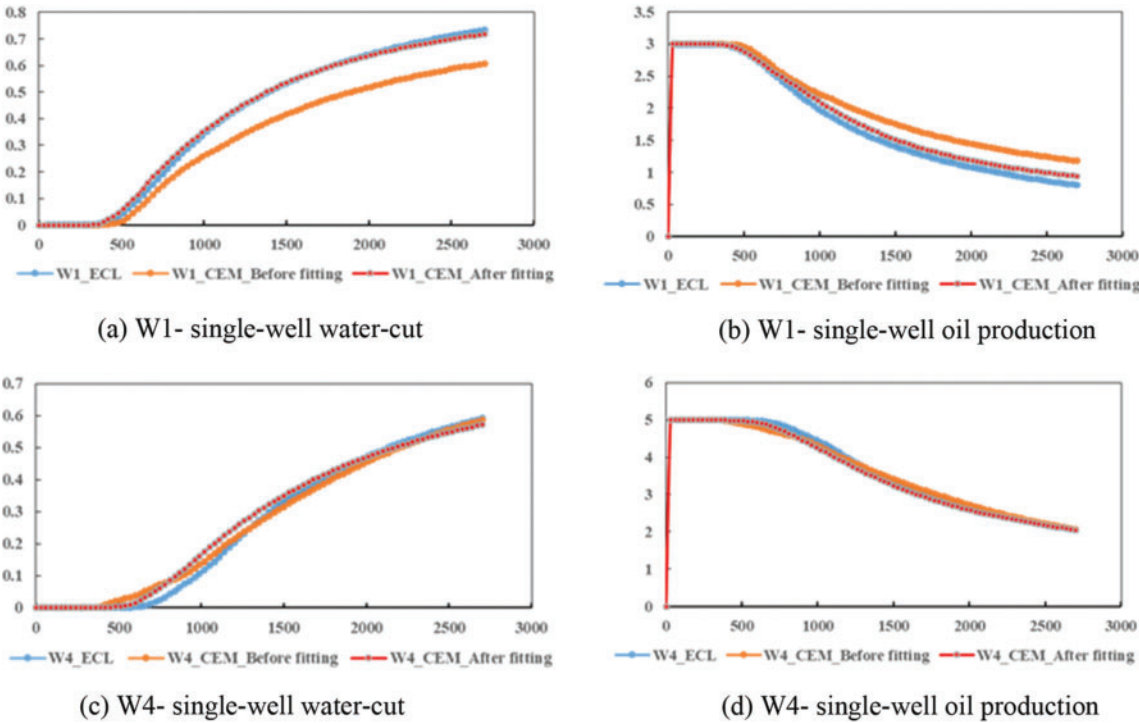 0.8
0.7
0.6
0.5
0.4
0.3
0.2
0.1
0
0 500 1000 1500 2000 2500 3000
W1_ECL W1_CEM_Before fitting W1_CEM_After fitting
(a) W1- single-well water-cut
3.5
3
2.5
2
1.5
1
0.5
0
0 500 1000 1500 2000 2500 3000
W1_ECL W1_CEM_Before fitting W1_CEM_After fitting
(b) W1- single-well oil production
0.7
0.6
0.5
0.4
0.3
0.2
0.1
0
0 500 1000 1500 2000 2500 3000
W4_ECL W4_CEM_Before fitting W4_CEM_After fitting
(c) W4- single-well water-cut
6
5
4
3
2
1
0
0 500 1000 1500 2000 2500 3000
W4_ECL W4_CEM_Before fitting W4_CEM_After fitting
(d) W4- single-well oil production